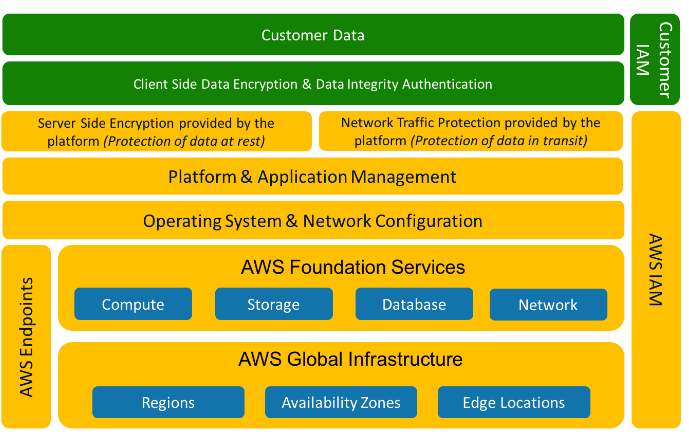 Customer Data
Customer
IAM
Client Side Data Encryption & Data Integrity Authentication
Server Side Encryption provided by the
platform (Protection of data at rest)
Network Traffic Protection provided by the
platform (Protection of data in transit)
Platform & Application Management
Operating System & Network Configuration
AWS IAM
AWS Endpoints
AWS Foundation Services
Compute
Storage
Database
Network
AWS Global Infrastructure
Regions
Availability Zones
Edge Locations